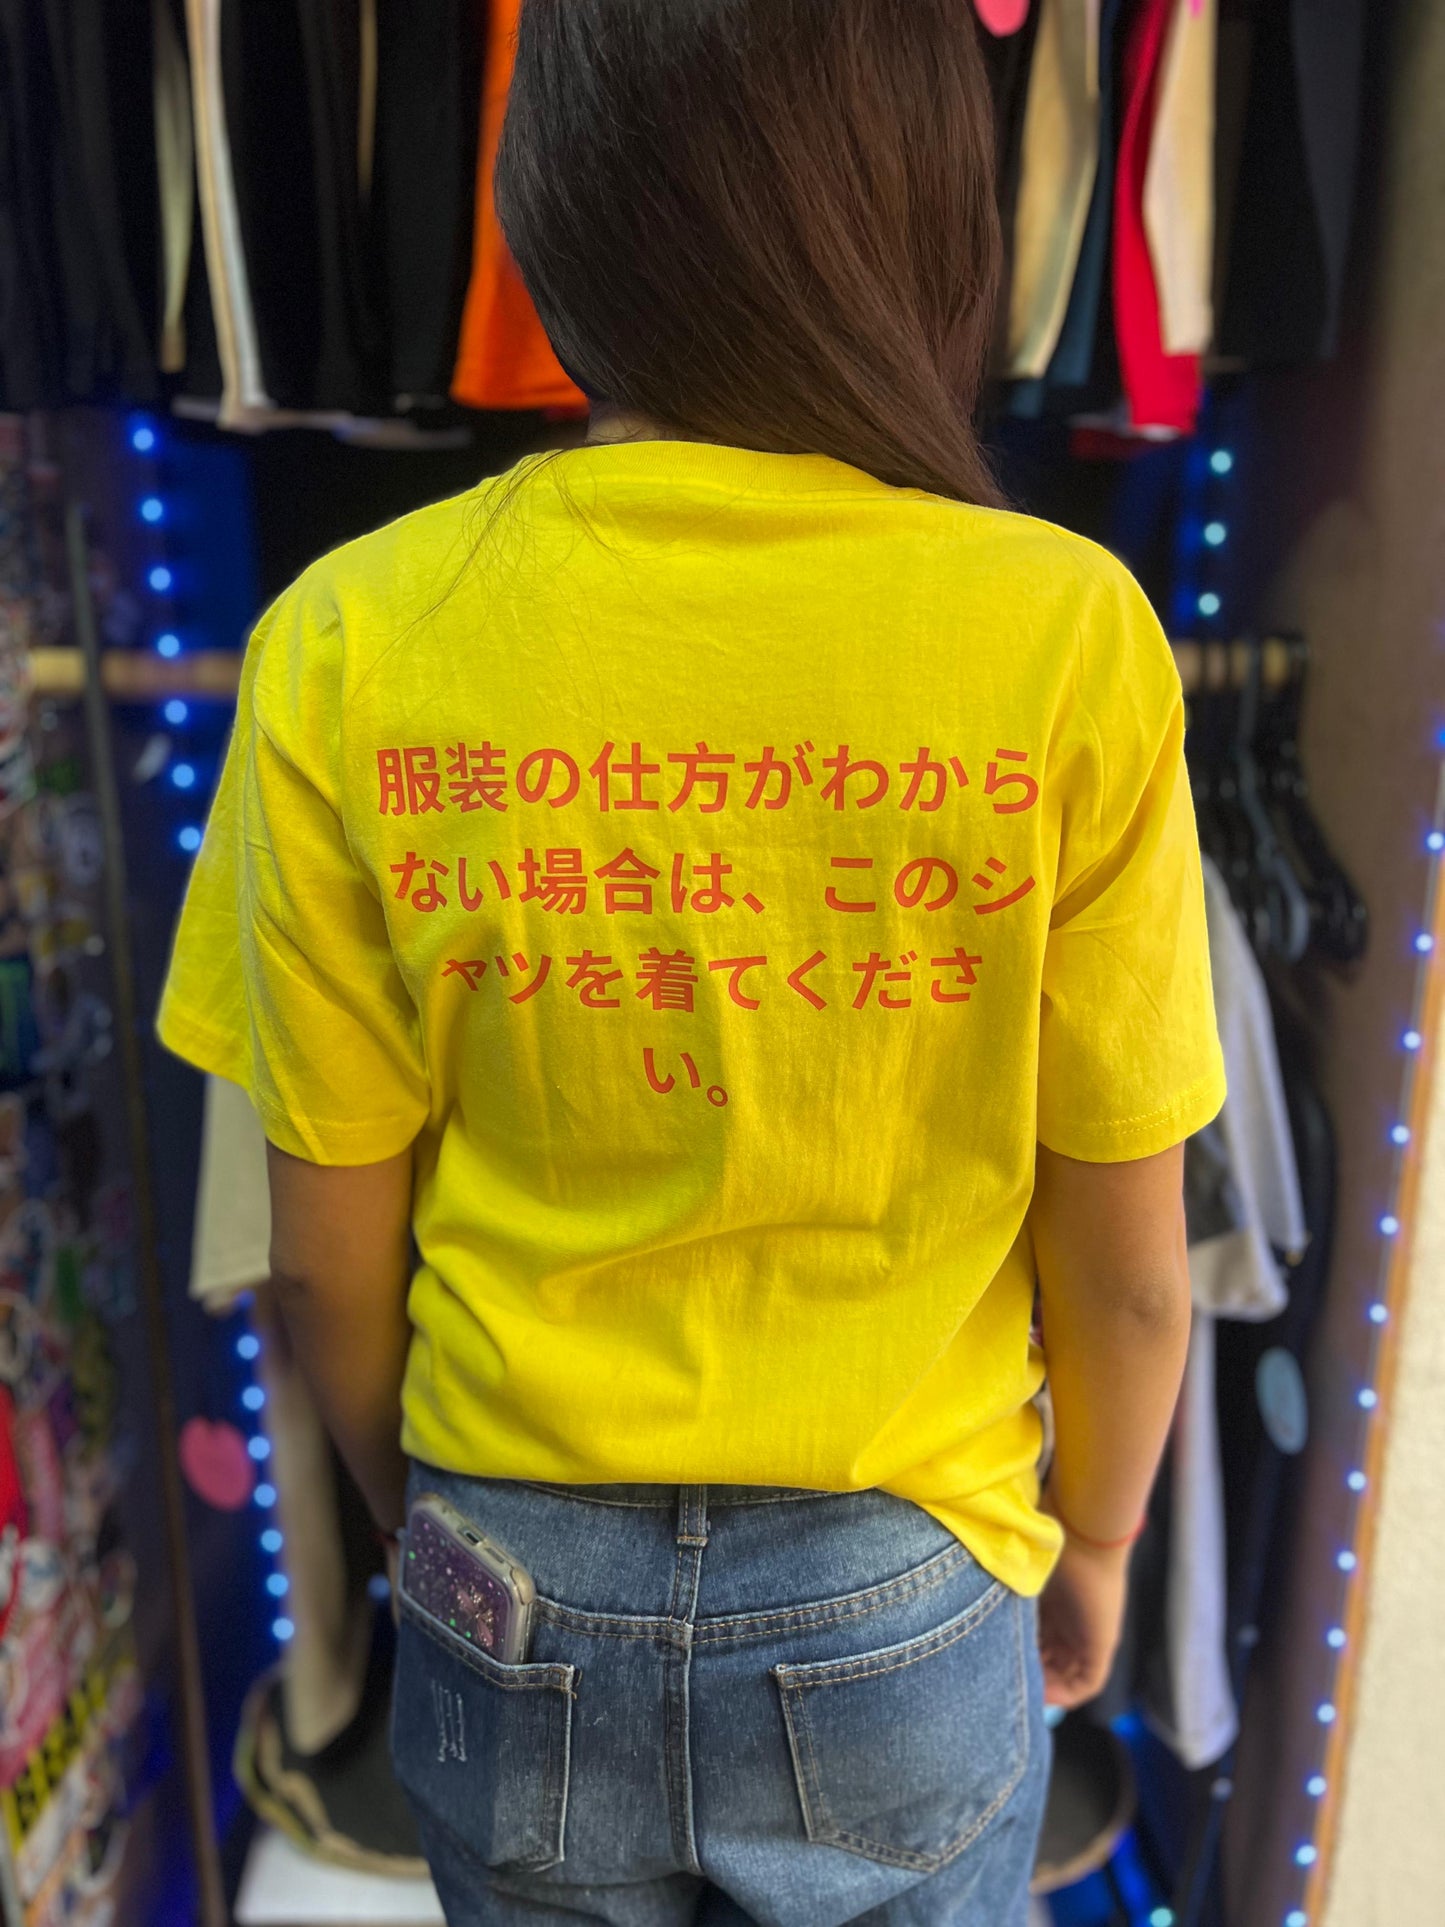 服装の仕方がわから
ない場合は、このシ
ャツを着てくださ
い。